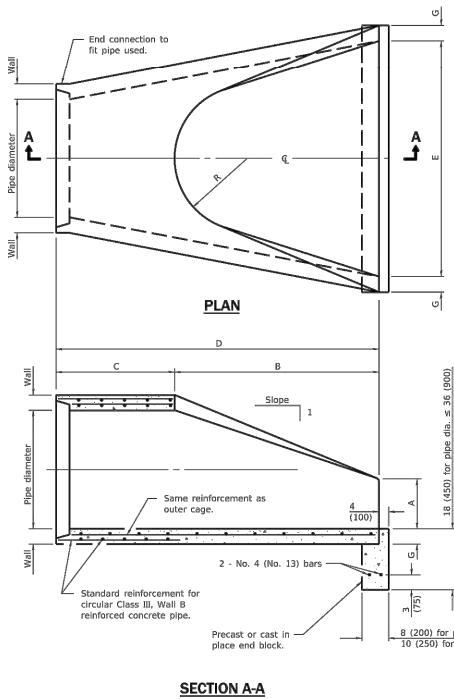 End connection to
fit pipe used.
Wall
Pipe diameter
Wall
A
A
R
℄
E
G
G
PLAN
D
C
B
Wall
Pipe diameter
Wall
Slope
1
Same reinforcement as
outer cage.
4
(100)
A
18 (450) for pipe dia. ≤ 36 (900)
G
2 - No. 4 (No. 13) bars
3
(75)
Standard reinforcement for
circular Class III, Wall B
reinforced concrete pipe.
Precast or cast in
place end block.
8 (200) for
10 (250) for
SECTION A-A